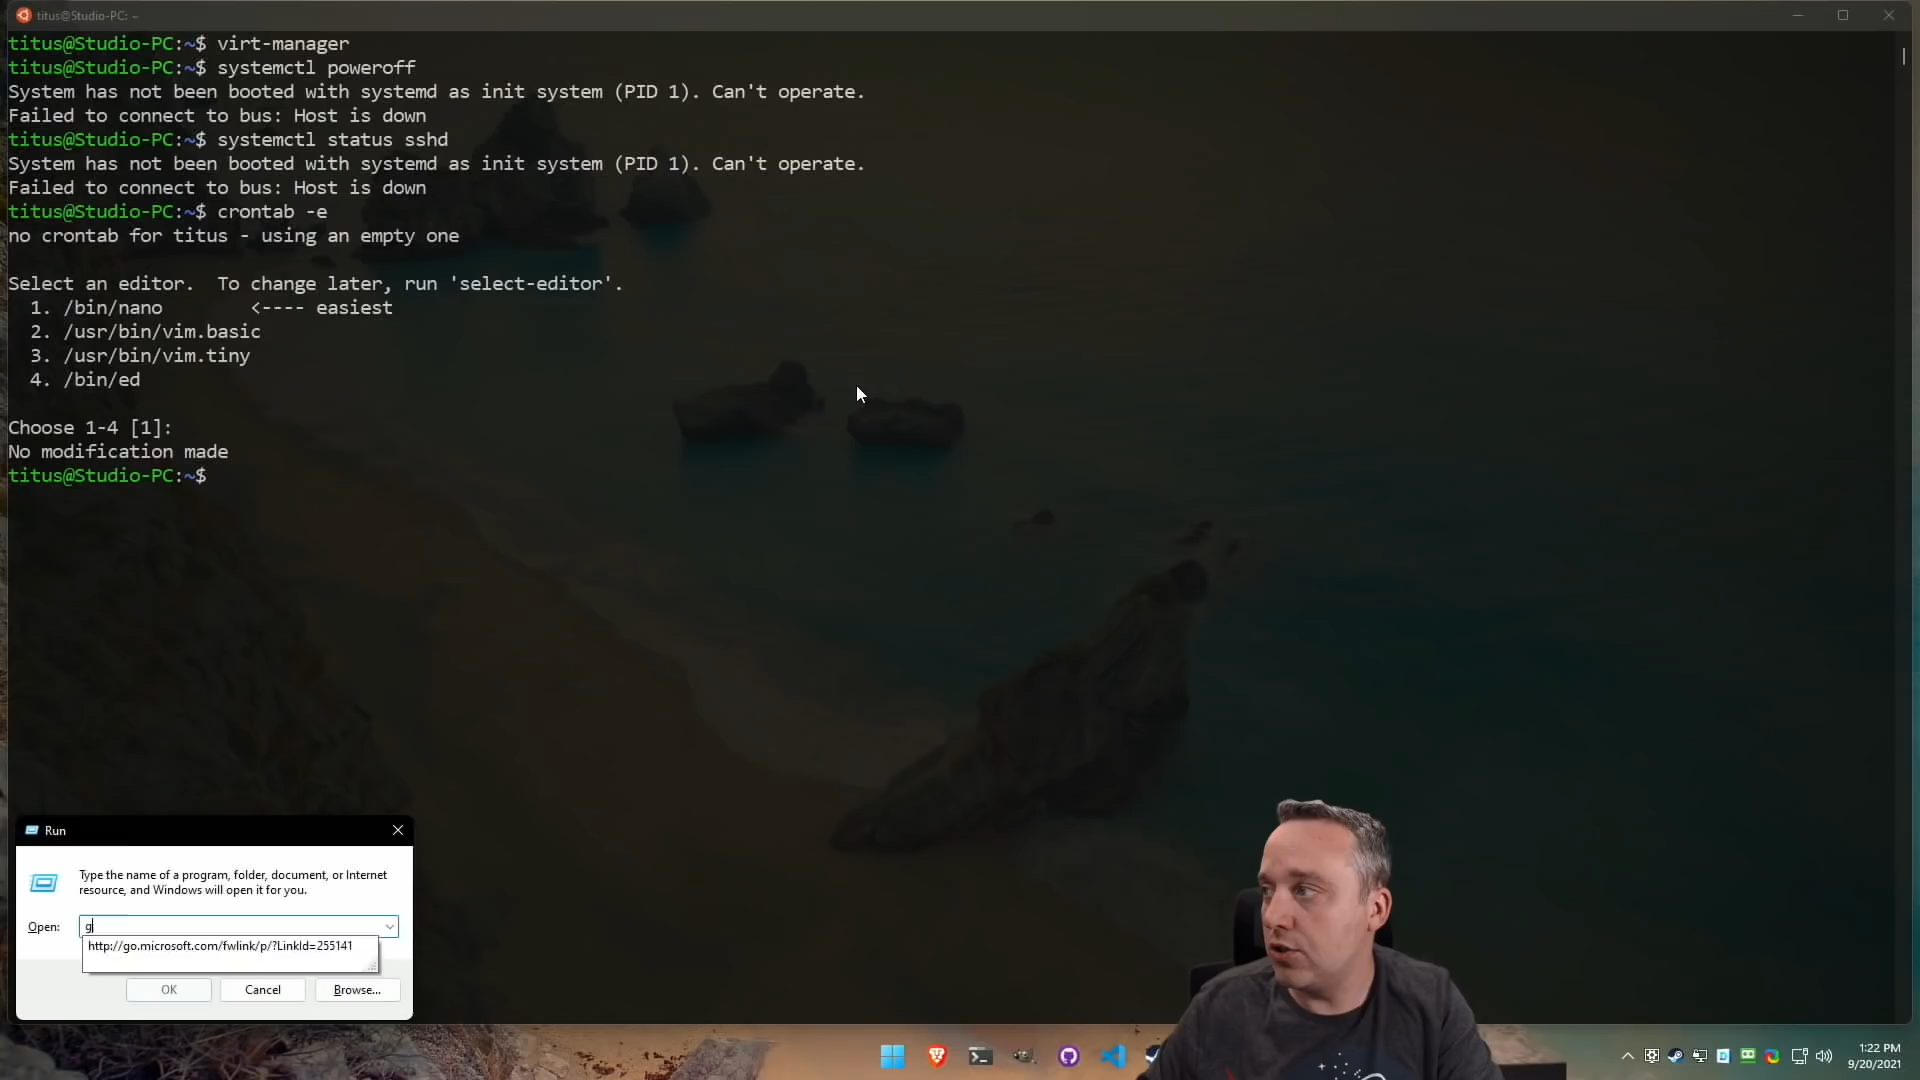 titus@Studio-PC: ~
titus@Studio-PC:~$ virt-manager
titus@Studio-PC:~$ systemctl poweroff
System has not been booted with systemd as init system (PID 1). Can't operate.
Failed to connect to bus: Host is down
titus@Studio-PC:~$ systemctl status sshd
System has not been booted with systemd as init system (PID 1). Can't operate.
Failed to connect to bus: Host is down
titus@Studio-PC:~$ crontab -e
no crontab for titus - using an empty one
Select an editor.  To change later, run 'select-editor'.
1. /bin/nano        <---- easiest
2. /usr/bin/vim.basic
3. /usr/bin/vim.tiny
4. /bin/ed
Choose 1-4 [1]:
No modification made
titus@Studio-PC:~$
Run
Type the name of a program, folder, document, or Internet
resource, and Windows will open it for you.
Open: g
http://go.microsoft.com/fwlink/p/?LinkId=255141
OK Cancel Browse...
1:22 PM
9/20/2021